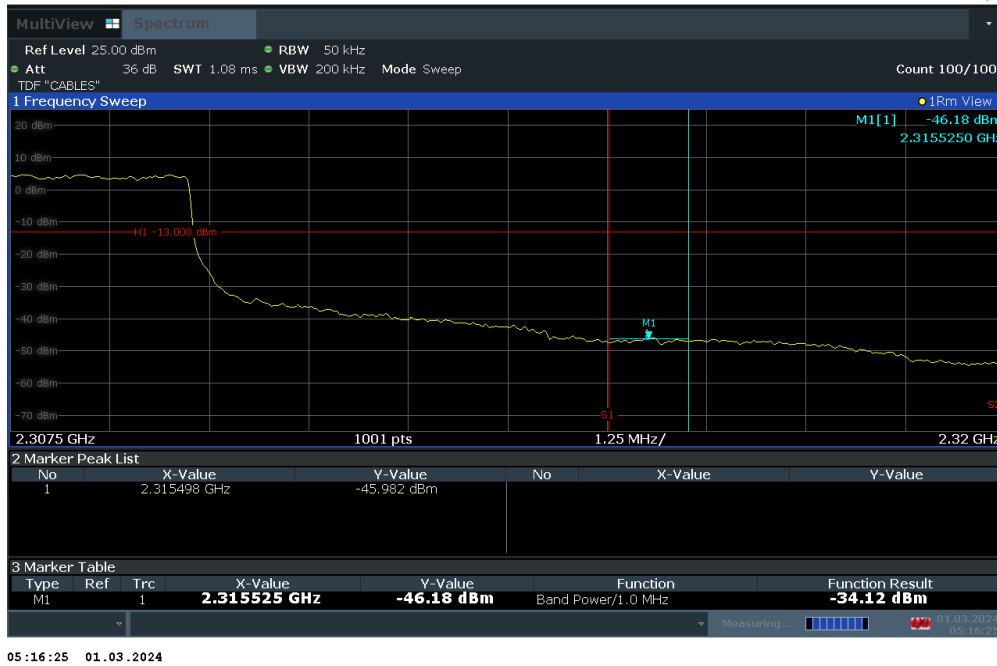 MultiView Spectrum
Ref Level 25.00 dBm RBW 50 kHz
Att 36 dB SWT 1.08 ms VBW 200 kHz Mode Sweep Count 100/100
TDF "CABLES"
1 Frequency Sweep 1Rm View
M1[1] -46.18 dBm
2.3155250 GHz
20 dBm
10 dBm
0 dBm
-10 dBm
H1 -13.000 dBm
-20 dBm
-30 dBm
-40 dBm
M1
-50 dBm
-60 dBm
-70 dBm
S1
2.3075 GHz 1001 pts 1.25 MHz/ 2.32 GHz
2 Marker Peak List
No X-Value Y-Value No X-Value Y-Value
1 2.315498 GHz -45.982 dBm
3 Marker Table
Type Ref Trc X-Value Y-Value Function Function Result
M1 1 2.315525 GHz -46.18 dBm Band Power/1.0 MHz -34.12 dBm
Measuring... 01.03.2024
05:16:25
05:16:25 01.03.2024